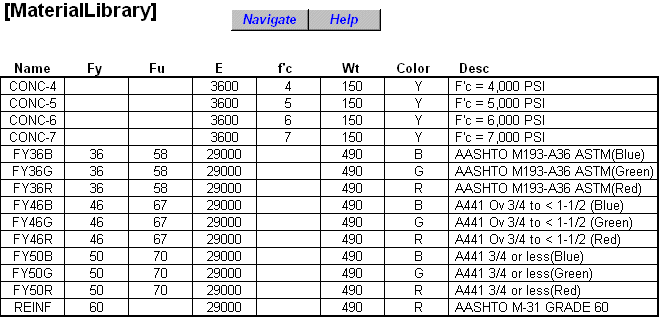 [MaterialLibrary]
Navigate Help
Name Fy Fu E f'c Wt Color Desc
CONC-4 3600 4 150 Y F'c = 4,000 PSI
CONC-5 3600 5 150 Y F'c = 5,000 PSI
CONC-6 3600 6 150 Y F'c = 6,000 PSI
CONC-7 3600 7 150 Y F'c = 7,000 PSI
FY36B 36 58 29000 490 B AASHTO M193-A36 ASTM(Blue)
FY36G 36 58 29000 490 G AASHTO M193-A36 ASTM(Green)
FY36R 36 58 29000 490 R AASHTO M193-A36 ASTM(Red)
FY46B 46 67 29000 490 B A441 Ov 3/4 to < 1-1/2 (Blue)
FY46G 46 67 29000 490 G A441 Ov 3/4 to < 1-1/2 (Green)
FY46R 46 67 29000 490 R A441 Ov 3/4 to < 1-1/2 (Red)
FY50B 50 70 29000 490 B A441 3/4 or less(Blue)
FY50G 50 70 29000 490 G A441 3/4 or less(Green)
FY50R 50 70 29000 490 R A441 3/4 or less(Red)
REINF 60 29000 490 R AASHTO M-31 GRADE 60